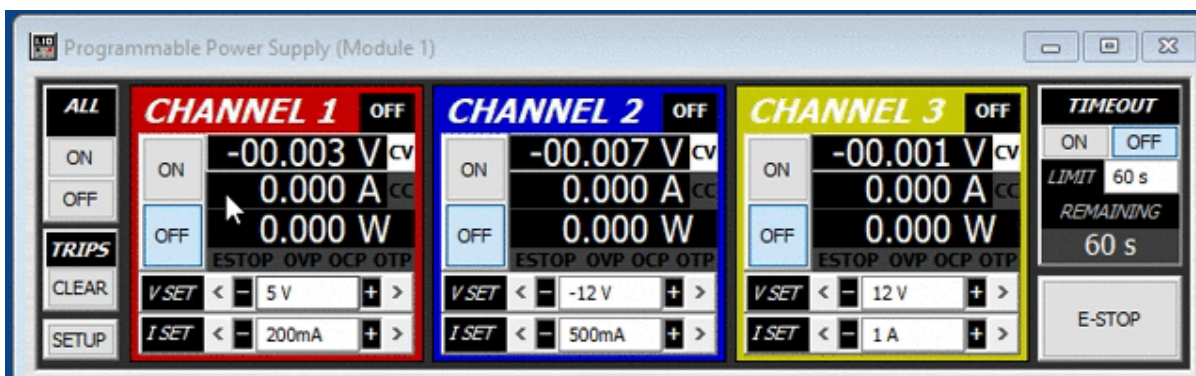 Programmable Power Supply (Module 1)
ALL
ON
OFF
TRIPS
CLEAR
SETUP
CHANNEL 1 OFF
ON
OFF
-00.003 V CV
0.000 A CC
0.000 W
ESTOP OVP OCP OTP
V SET < - 5 V + >
I SET < - 200mA + >
CHANNEL 2 OFF
ON
OFF
-00.007 V CV
0.000 A CC
0.000 W
ESTOP OVP OCP OTP
V SET < - -12 V + >
I SET < - 500mA + >
CHANNEL 3 OFF
ON
OFF
-00.001 V CV
0.000 A CC
0.000 W
ESTOP OVP OCP OTP
V SET < - 12 V + >
I SET < - 1 A + >
TIMEOUT
ON OFF
LIMIT 60 s
REMAINING
60 s
E-STOP